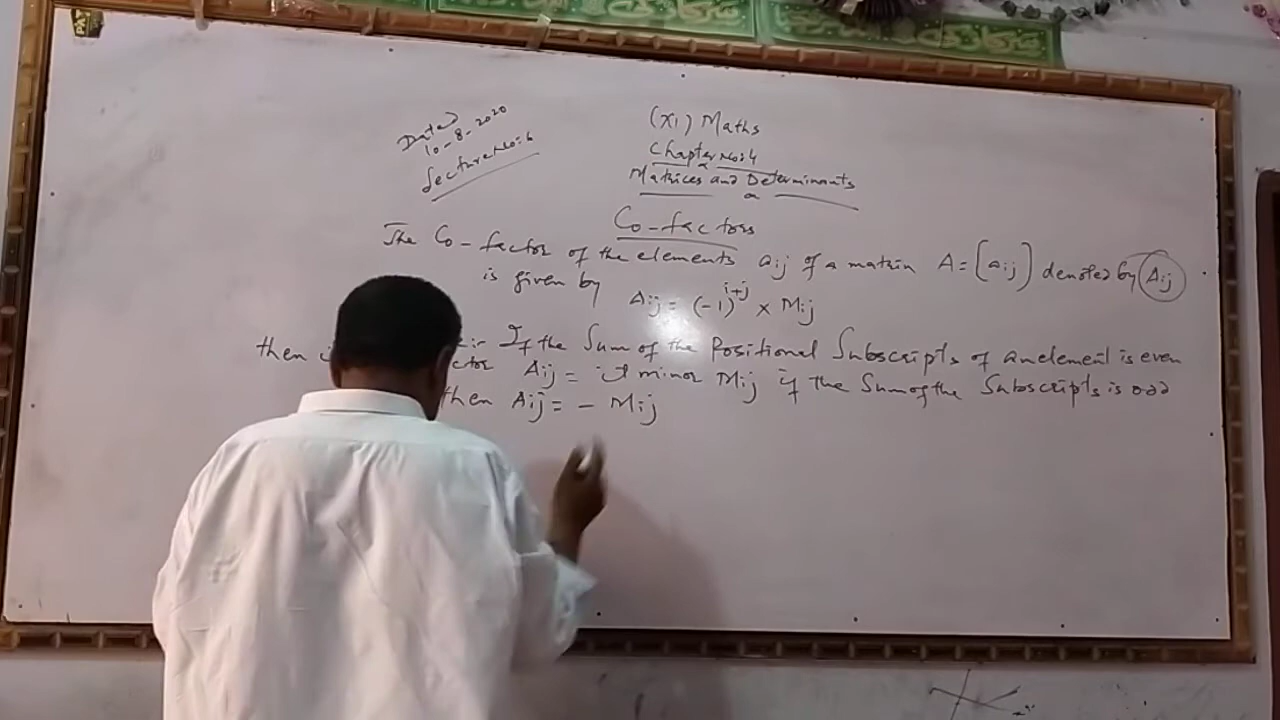 Dated
10-8-2020
Lecture No: 6
(XI) Maths
Chapter No: 4
Matrices and Determinants
Co-factors
The Co-factor of the elements aij of a matrix A = [aij] denoted by Aij
is given by
Aij = (-1)^{i+j} × Mij
If the Sum of the Positional Subscripts of an element is even
then Aij = it minor Mij if the Sum of the Subscripts is odd
then Aij = - Mij